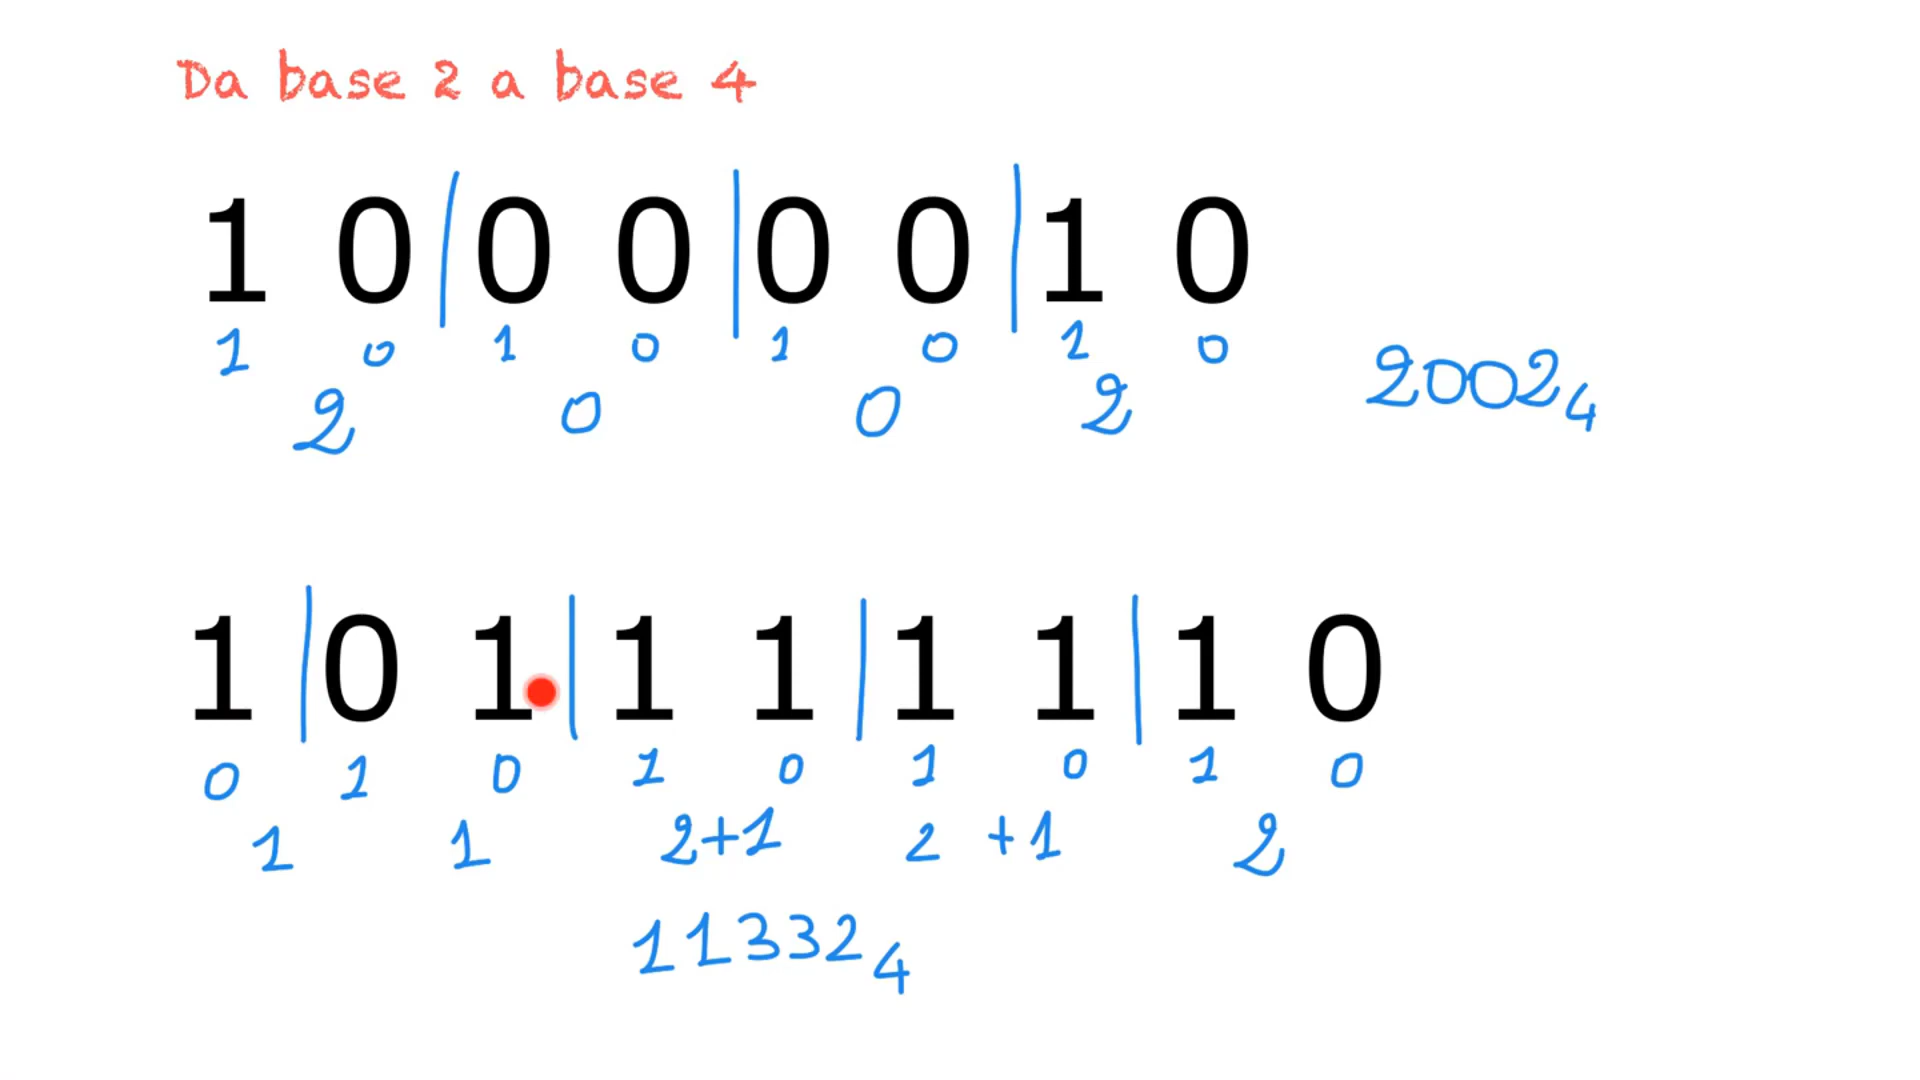 Da base 2 a base 4
1 0 | 0 0 | 0 0 | 1 0
1 0 1 0 1 0 1 0
2 0 0 2 2002₄
1 | 0 1 | 1 1 | 1 1 | 1 0
0 1 0 1 0 1 0 1 0
1 1 2+1 2 +1 2
11332₄